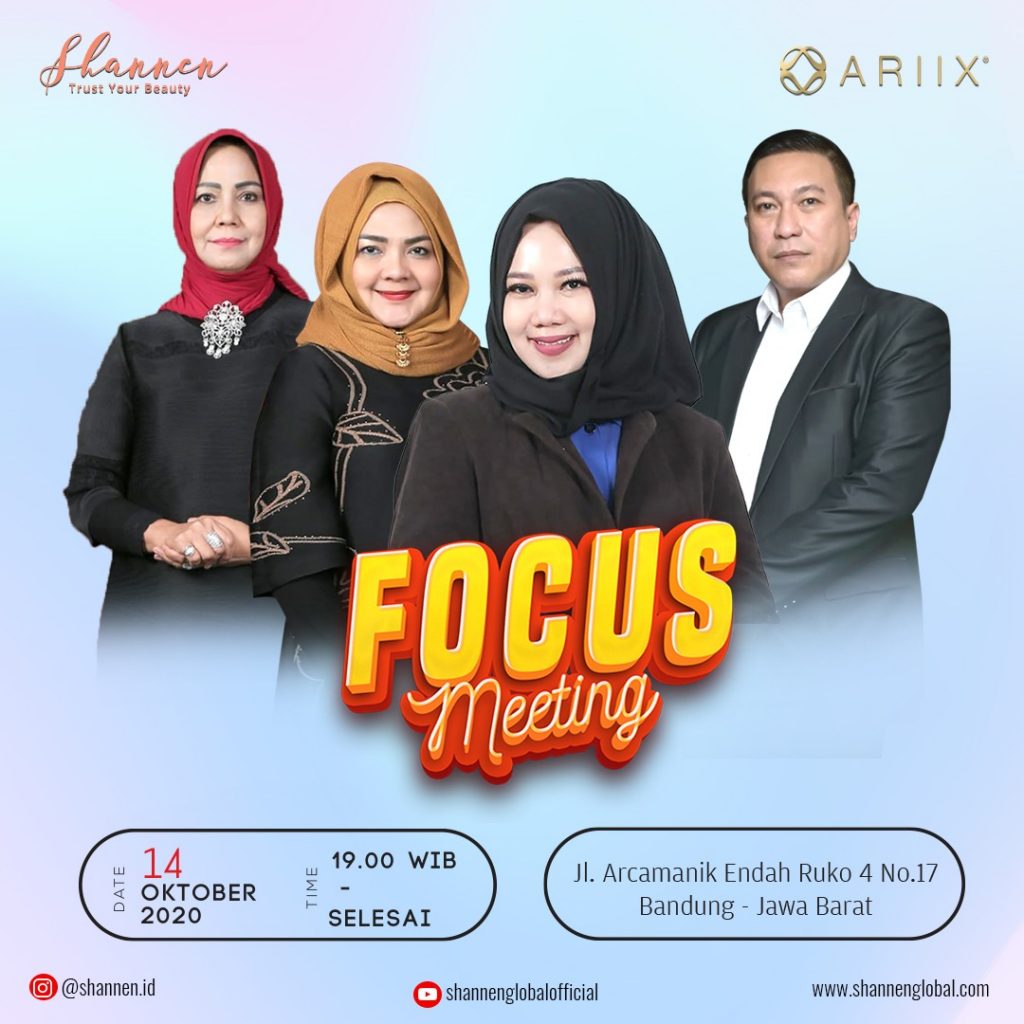 Shannen
Trust Your Beauty
ARIIX®
FOCUS
Meeting
DATE
14
OKTOBER
2020
TIME
19.00 WIB
-
SELESAI
Jl. Arcamanik Endah Ruko 4 No.17
Bandung - Jawa Barat
@shannen.id
shannenglobalofficial
www.shannenglobal.com